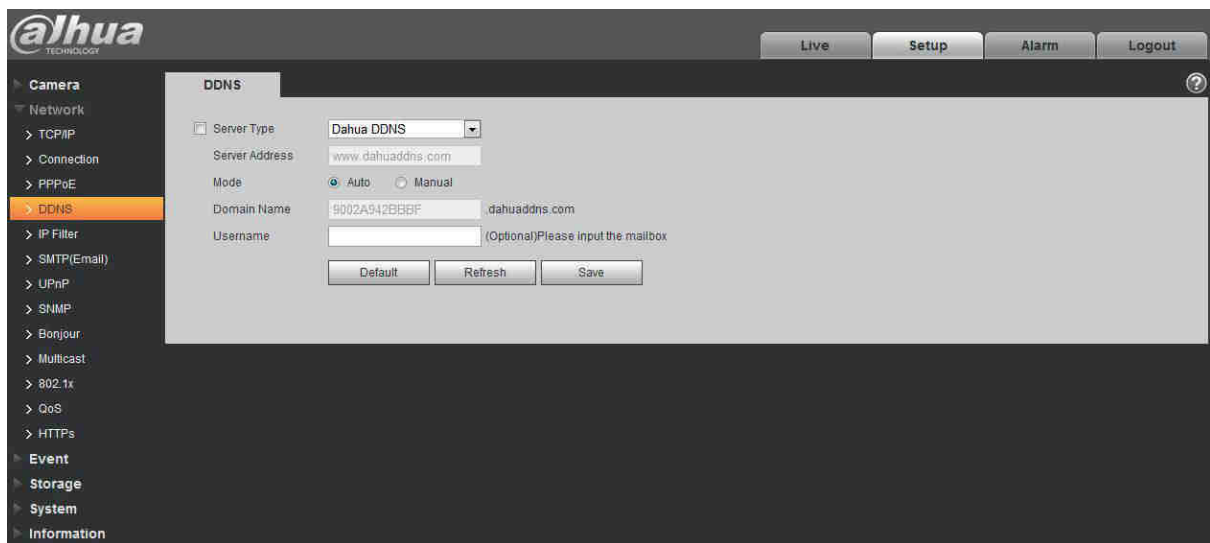 alhua
TECHNOLOGY
Live Setup Alarm Logout
Camera
DDNS
Network
TCP/IP
Server Type Dahua DDNS
Connection
Server Address www.dahuaddns.com
PPPoE
Mode Auto Manual
DDNS
Domain Name 9002A942BBBF .dahuaddns.com
IP Filter
Username (Optional)Please input the mailbox
SMTP(Email)
Default Refresh Save
UPnP
SNMP
Bonjour
Multicast
802.1x
QoS
HTTPs
Event
Storage
System
Information